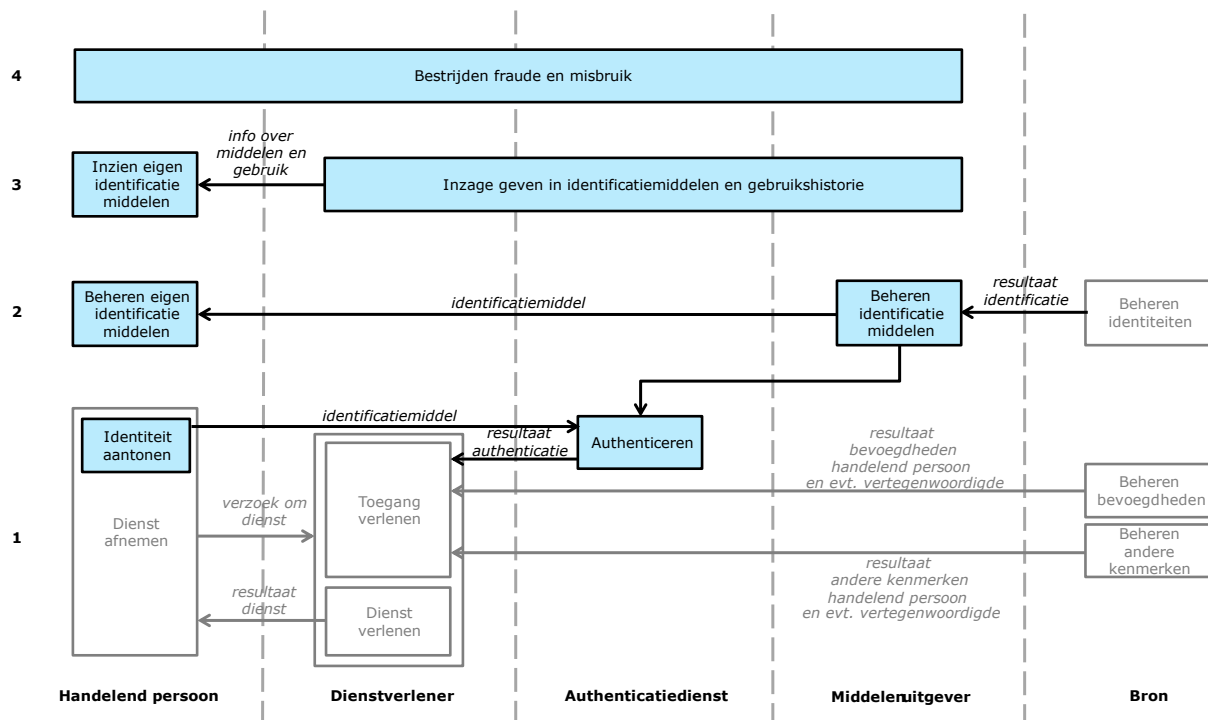 4
Bestrijden fraude en misbruik
info over
middelen en
gebruik
3
Inzien eigen
identificatie
middelen
Inzage geven in identificatiemiddelen en gebruikshistorie
2
Beheren eigen
identificatie
middelen
identificatiemiddel
Beheren
identificatie
middelen
resultaat
identificatie
Beheren
identiteiten
1
Identiteit
aantonen
Dienst
afnemen
identificatiemiddel
resultaat
authenticatie
Authenticeren
verzoek om
dienst
Toegang
verlenen
resultaat
dienst
Dienst
verlenen
resultaat
bevoegdheden
handelend persoon
en evt. vertegenwoordigde
Beheren
bevoegdheden
resultaat
andere kenmerken
handelend persoon
en evt. vertegenwoordigde
Beheren
andere
kenmerken
Handelend persoon
Dienstverlener
Authenticatiedienst
Middelenuitgever
Bron